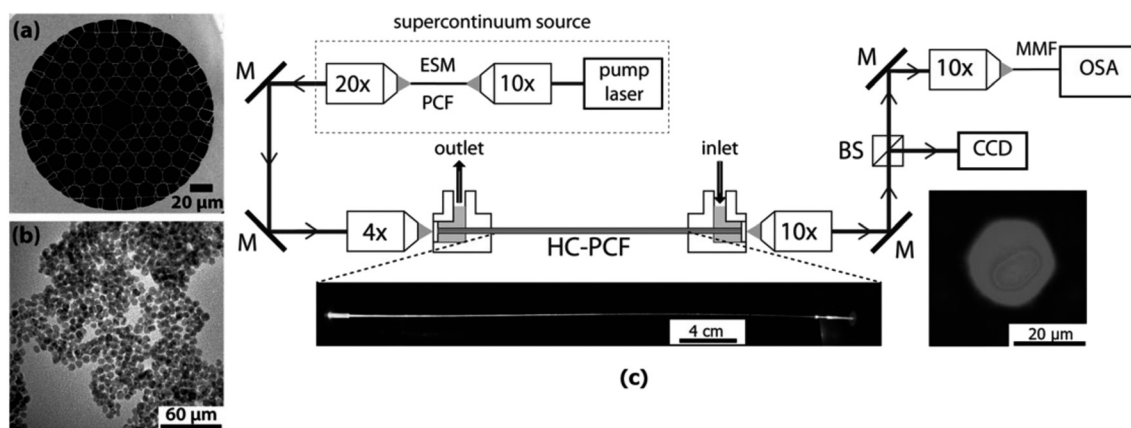 (a)
20 µm
(b)
60 µm
supercontinuum source
M
20x
ESM
PCF
10x
pump
laser
outlet
inlet
M
4x
HC-PCF
10x
M
4 cm
(c)
M
10x
MMF
OSA
BS
CCD
20 µm